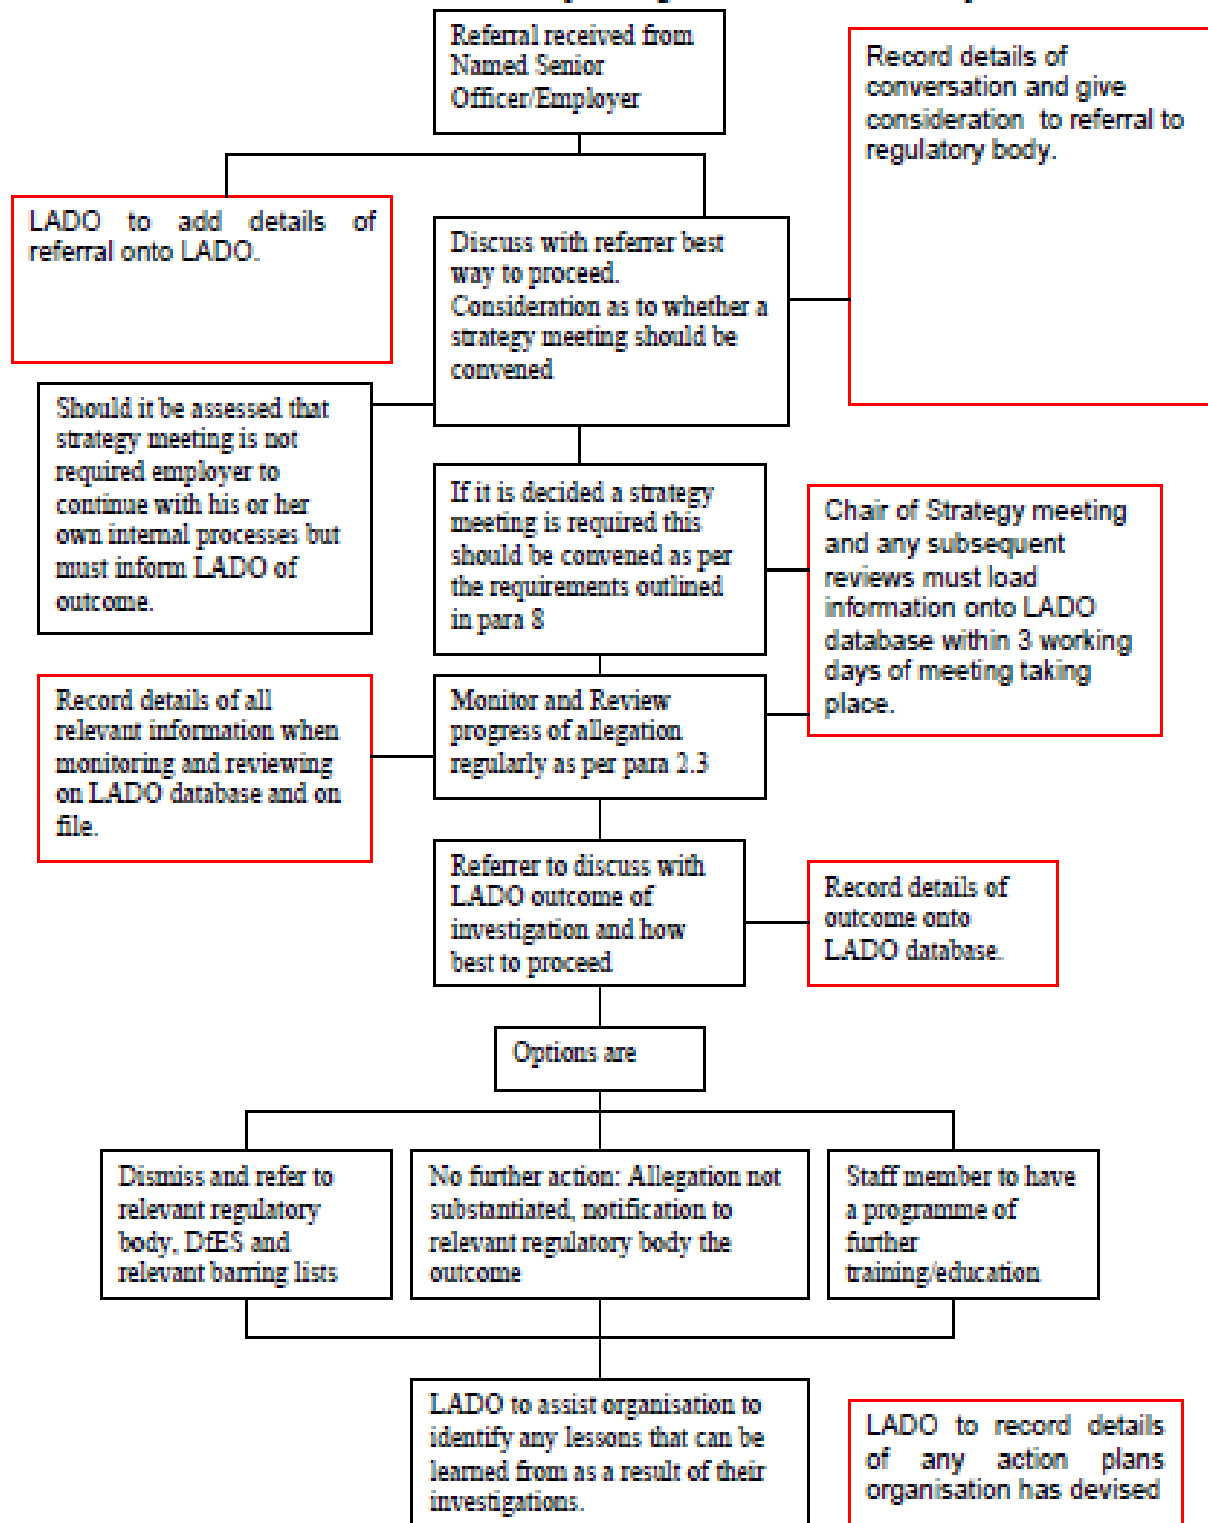 Referral received from
Named Senior
Officer/Employer
Record details of
conversation and give
consideration to referral to
regulatory body.
LADO to add details of
referral onto LADO.
Discuss with referrer best
way to proceed.
Consideration as to whether a
strategy meeting should be
convened
Should it be assessed that
strategy meeting is not
required employer to
continue with his or her
own internal processes but
must inform LADO of
outcome.
If it is decided a strategy
meeting is required this
should be convened as per
the requirements outlined
in para 8
Chair of Strategy meeting
and any subsequent
reviews must load
information onto LADO
database within 3 working
days of meeting taking
place.
Record details of all
relevant information when
monitoring and reviewing
on LADO database and on
file.
Monitor and Review
progress of allegation
regularly as per para 2.3
Referrer to discuss with
LADO outcome of
investigation and how
best to proceed
Record details of
outcome onto
LADO database.
Options are
Dismiss and refer to
relevant regulatory
body, DfES and
relevant barring lists
No further action: Allegation not
substantiated, notification to
relevant regulatory body the
outcome
Staff member to have
a programme of
further
training/education
LADO to assist organisation to
identify any lessons that can be
learned from as a result of their
investigations.
LADO to record details
of any action plans
organisation has devised